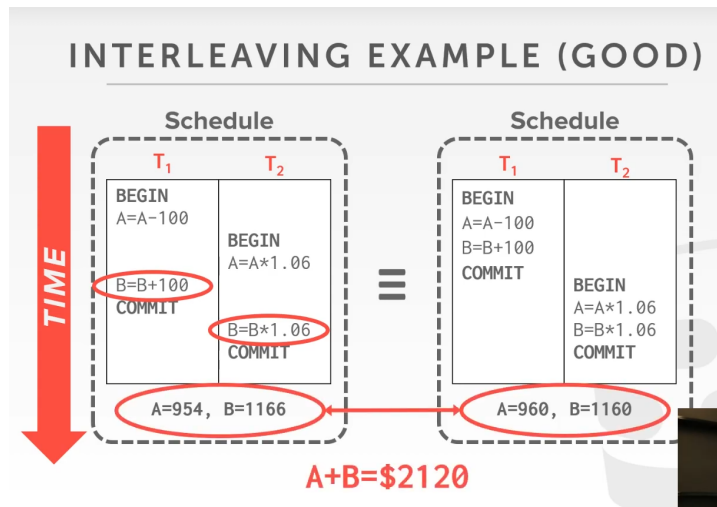 INTERLEAVING EXAMPLE (GOOD)
TIME
Schedule
T1 T2
BEGIN
A=A-100
BEGIN
A=A*1.06
B=B+100
COMMIT
B=B*1.06
COMMIT
A=954, B=1166
≡
Schedule
T1 T2
BEGIN
A=A-100
B=B+100
COMMIT
BEGIN
A=A*1.06
B=B*1.06
COMMIT
A=960, B=1160
A+B=$2120